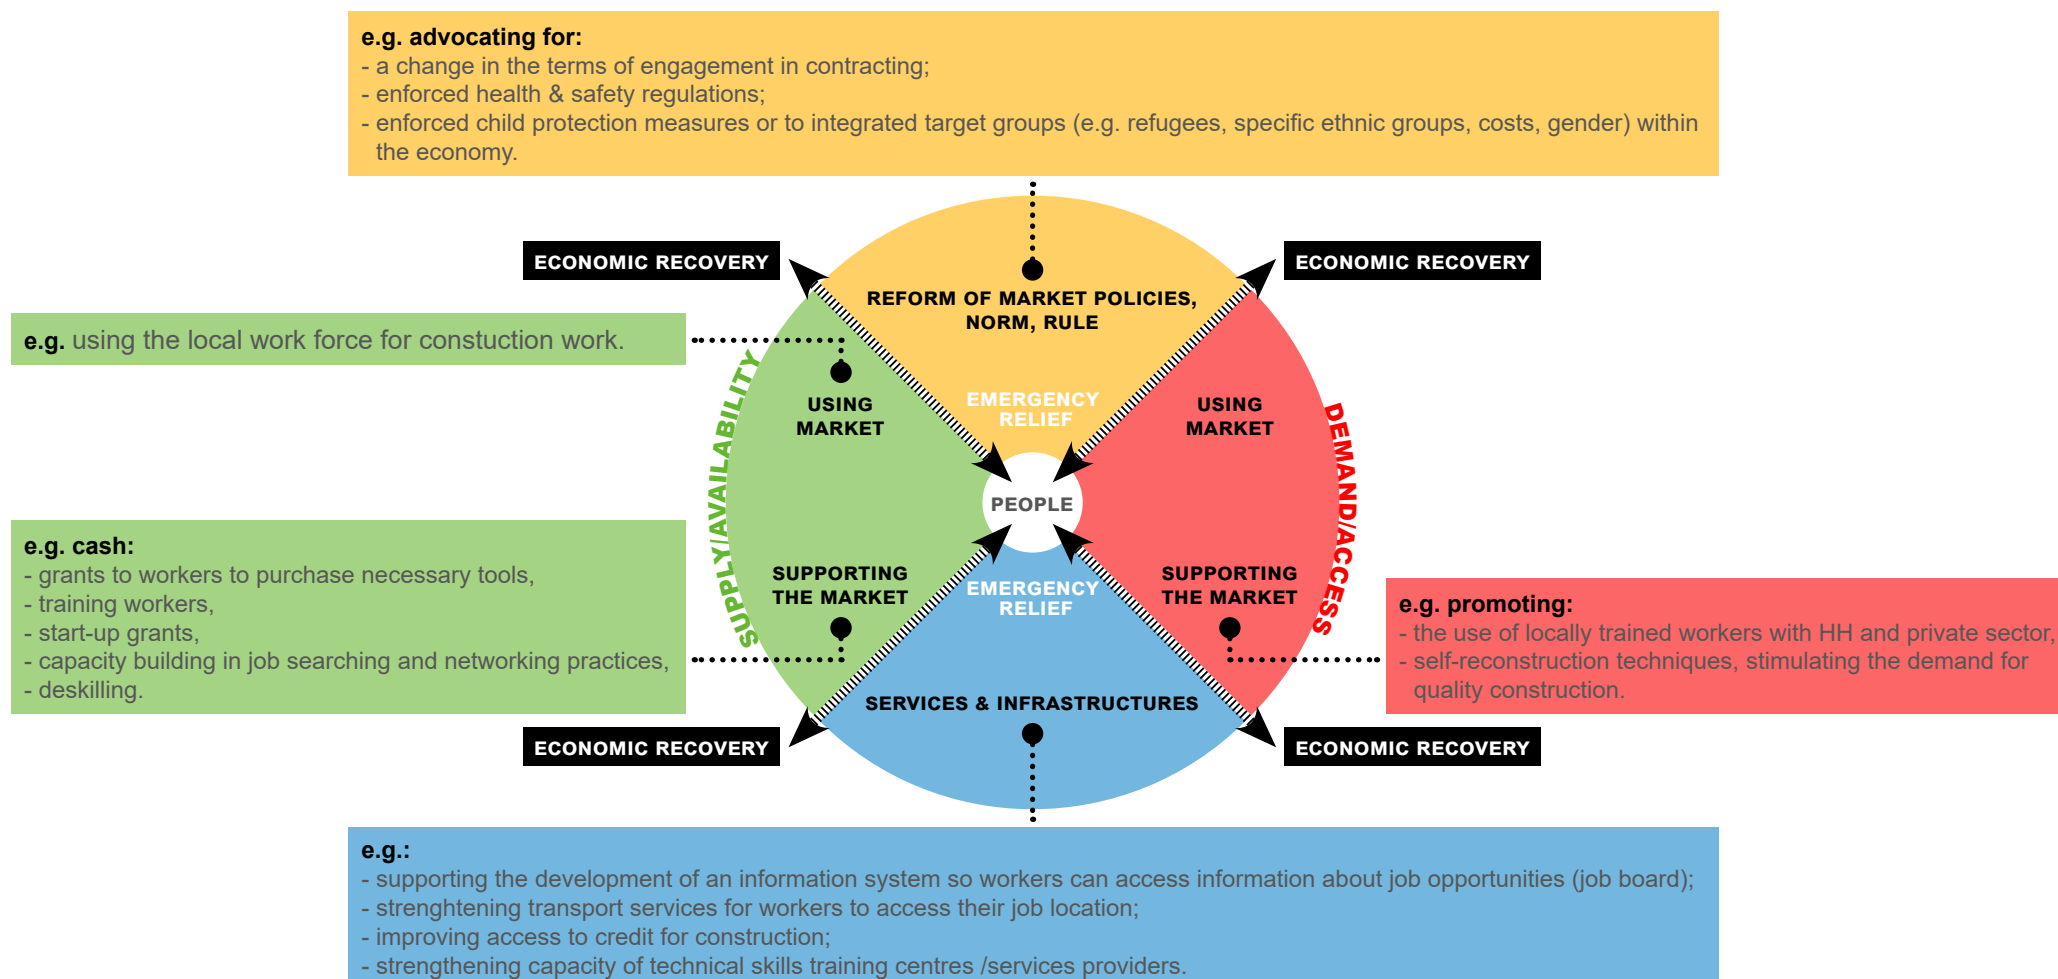 e.g. advocating for:
- a change in the terms of engagement in contracting;
- enforced health & safety regulations;
- enforced child protection measures or to integrated target groups (e.g. refugees, specific ethnic groups, costs, gender) within
the economy.
ECONOMIC RECOVERY
ECONOMIC RECOVERY
REFORM OF MARKET POLICIES,
NORM, RULE
e.g. using the local work force for constuction work.
USING
MARKET
EMERGENCY
RELIEF
USING
MARKET
SUPPLY/AVAILABILITY
DEMAND/ACCESS
PEOPLE
e.g. cash:
- grants to workers to purchase necessary tools,
- training workers,
- start-up grants,
- capacity building in job searching and networking practices,
- deskilling.
SUPPORTING
THE MARKET
EMERGENCY
RELIEF
SUPPORTING
THE MARKET
e.g. promoting:
- the use of locally trained workers with HH and private sector,
- self-reconstruction techniques, stimulating the demand for
quality construction.
SERVICES & INFRASTRUCTURES
ECONOMIC RECOVERY
ECONOMIC RECOVERY
e.g.:
- supporting the development of an information system so workers can access information about job opportunities (job board);
- strenghtening transport services for workers to access their job location;
- improving access to credit for construction;
- strengthening capacity of technical skills training centres /services providers.